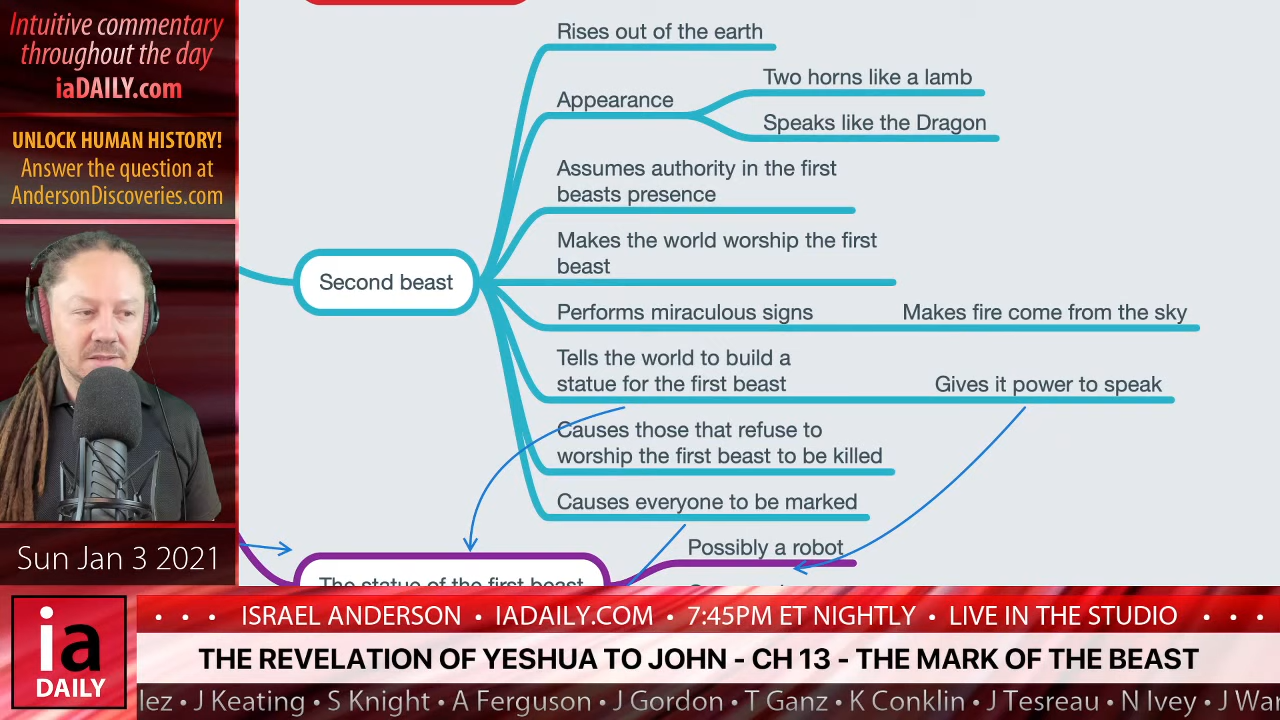 Intuitive commentary
throughout the day
iaDAILY.com
UNLOCK HUMAN HISTORY!
Answer the question at
AndersonDiscoveries.com
Rises out of the earth
Appearance
Two horns like a lamb
Speaks like the Dragon
Assumes authority in the first
beasts presence
Makes the world worship the first
beast
Second beast
Performs miraculous signs
Makes fire come from the sky
Tells the world to build a
statue for the first beast
Gives it power to speak
Causes those that refuse to
worship the first beast to be killed
Causes everyone to be marked
Possibly a robot
The statue of the first beast
Sun Jan 3 2021
• • • ISRAEL ANDERSON • IADAILY.COM • 7:45PM ET NIGHTLY • LIVE IN THE STUDIO • • •
ia
DAILY
THE REVELATION OF YESHUA TO JOHN - CH 13 - THE MARK OF THE BEAST
lez • J Keating • S Knight • A Ferguson • J Gordon • T Ganz • K Conklin • J Tesreau • N Ivey • J War